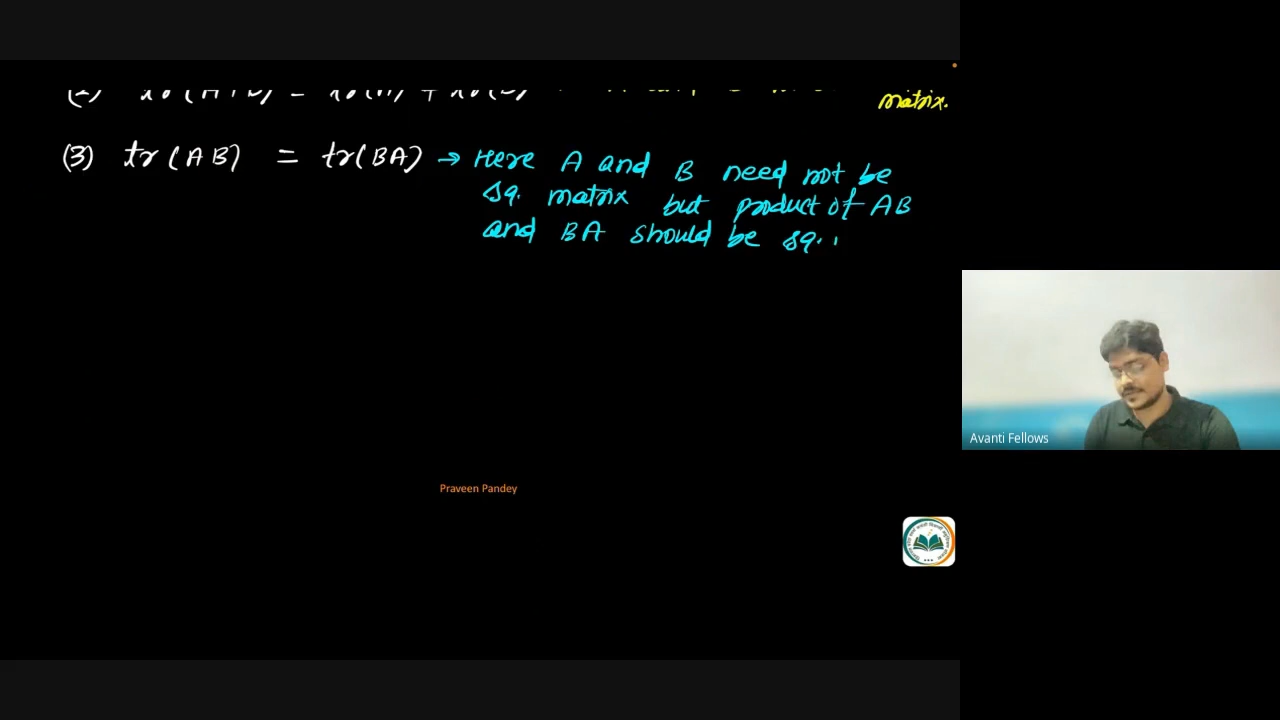 matrix.
(3) tr(AB) = tr(BA) → Here A and B need not be
sq. matrix but product of AB
and BA should be sq.
Avanti Fellows
Praveen Pandey